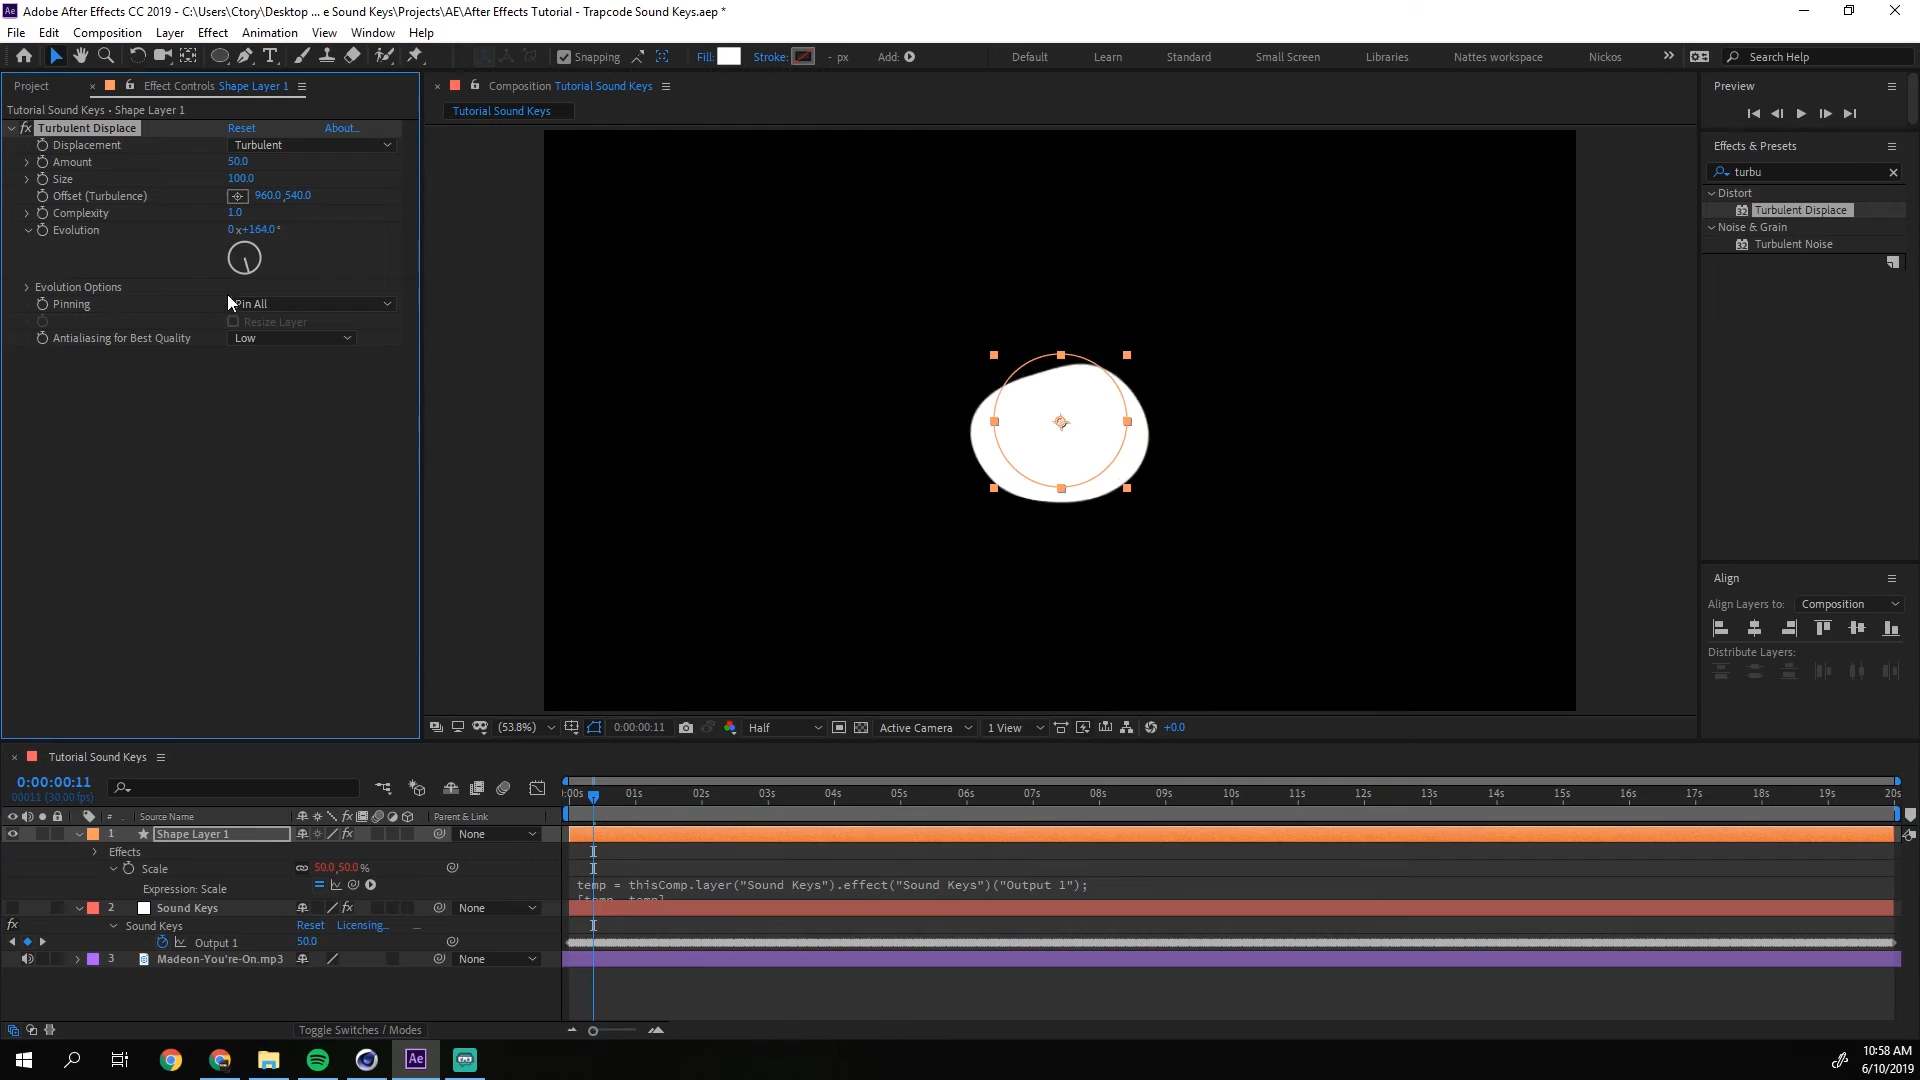 Adobe After Effects CC 2019 - C:\Users\Ctory\Desktop ... e Sound Keys\Projects\AE\After Effects Tutorial - Trapcode Sound Keys.aep *
File Edit Composition Layer Effect Animation View Window Help
Snapping Fill: Stroke: - px Add: Default Learn Standard Small Screen Libraries Nattes workspace Nickos Search Help
Project Effect Controls Shape Layer 1
Composition Tutorial Sound Keys
Preview
Tutorial Sound Keys • Shape Layer 1
Tutorial Sound Keys
fx Turbulent Displace Reset About...
Displacement Turbulent
Effects & Presets
Amount 50.0
turbu
Size 100.0
Distort
Offset (Turbulence) 960.0,540.0
32 Turbulent Displace
Complexity 1.0
Noise & Grain
Evolution 0x+164.0°
32 Turbulent Noise
Evolution Options
Pinning Pin All
Resize Layer
Antialiasing for Best Quality Low
Align
Align Layers to: Composition
Distribute Layers:
(53.8%) 0:00:00:11 Half Active Camera 1 View +0.0
Tutorial Sound Keys
0:00:00:11
00011 (30.00 fps)
:00s 01s 02s 03s 04s 05s 06s 07s 08s 09s 10s 11s 12s 13s 14s 15s 16s 17s 18s 19s 20s
# Source Name fx Parent & Link
1 Shape Layer 1 fx None
Effects
Scale 50.0,50.0%
Expression: Scale
temp = thisComp.layer("Sound Keys").effect("Sound Keys")("Output 1");
[temp, temp]
2 Sound Keys fx None
fx Sound Keys Reset Licensing... ...
Output 1 50.0
3 Madeon-You're-On.mp3 None
Toggle Switches / Modes
Ae
10:58 AM
6/10/2019